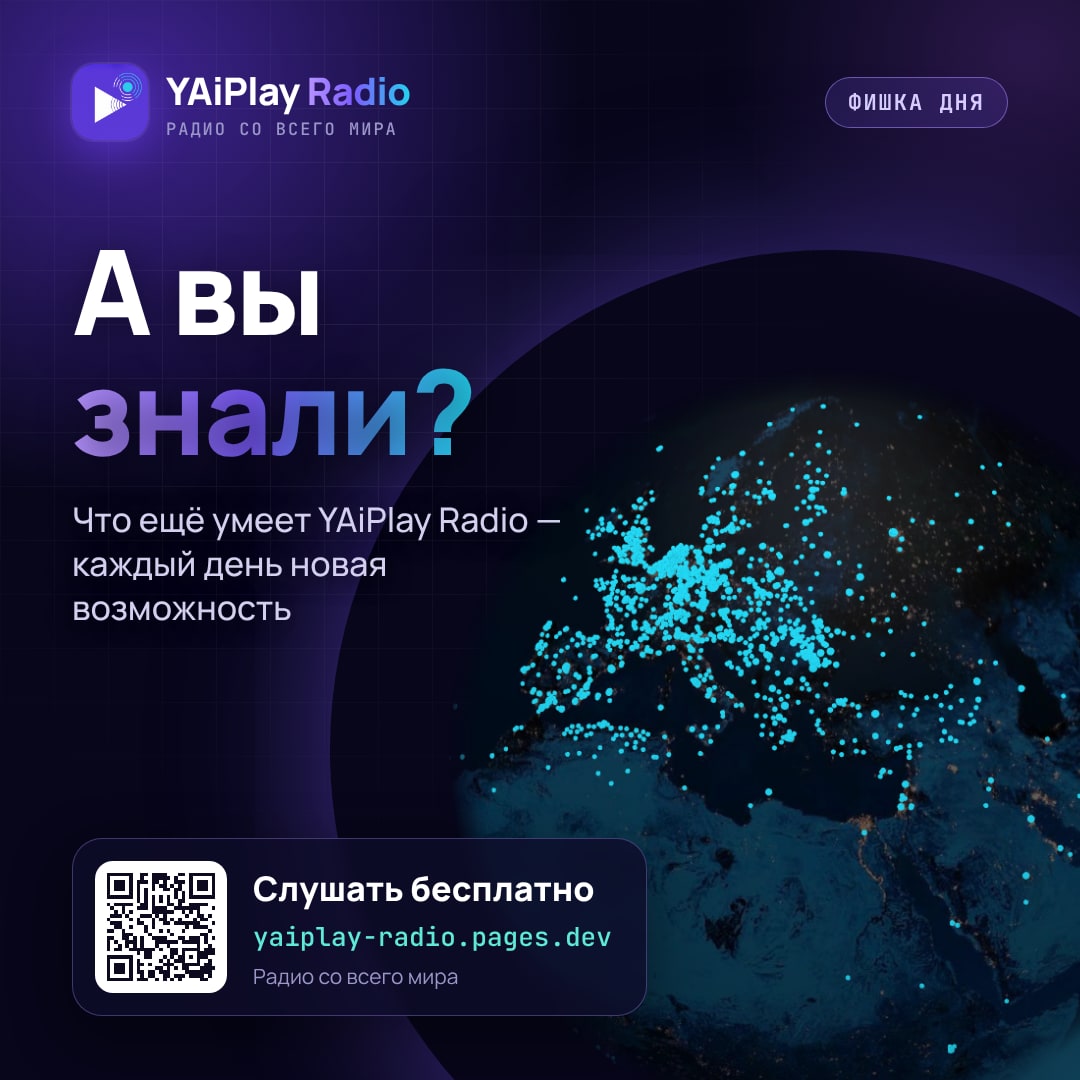 YAiPlay Radio
РАДИО СО ВСЕГО МИРА
ФИШКА ДНЯ
А вы
знали?
Что ещё умеет YAiPlay Radio —
каждый день новая
возможность
Слушать бесплатно
yaiplay-radio.pages.dev
Радио со всего мира